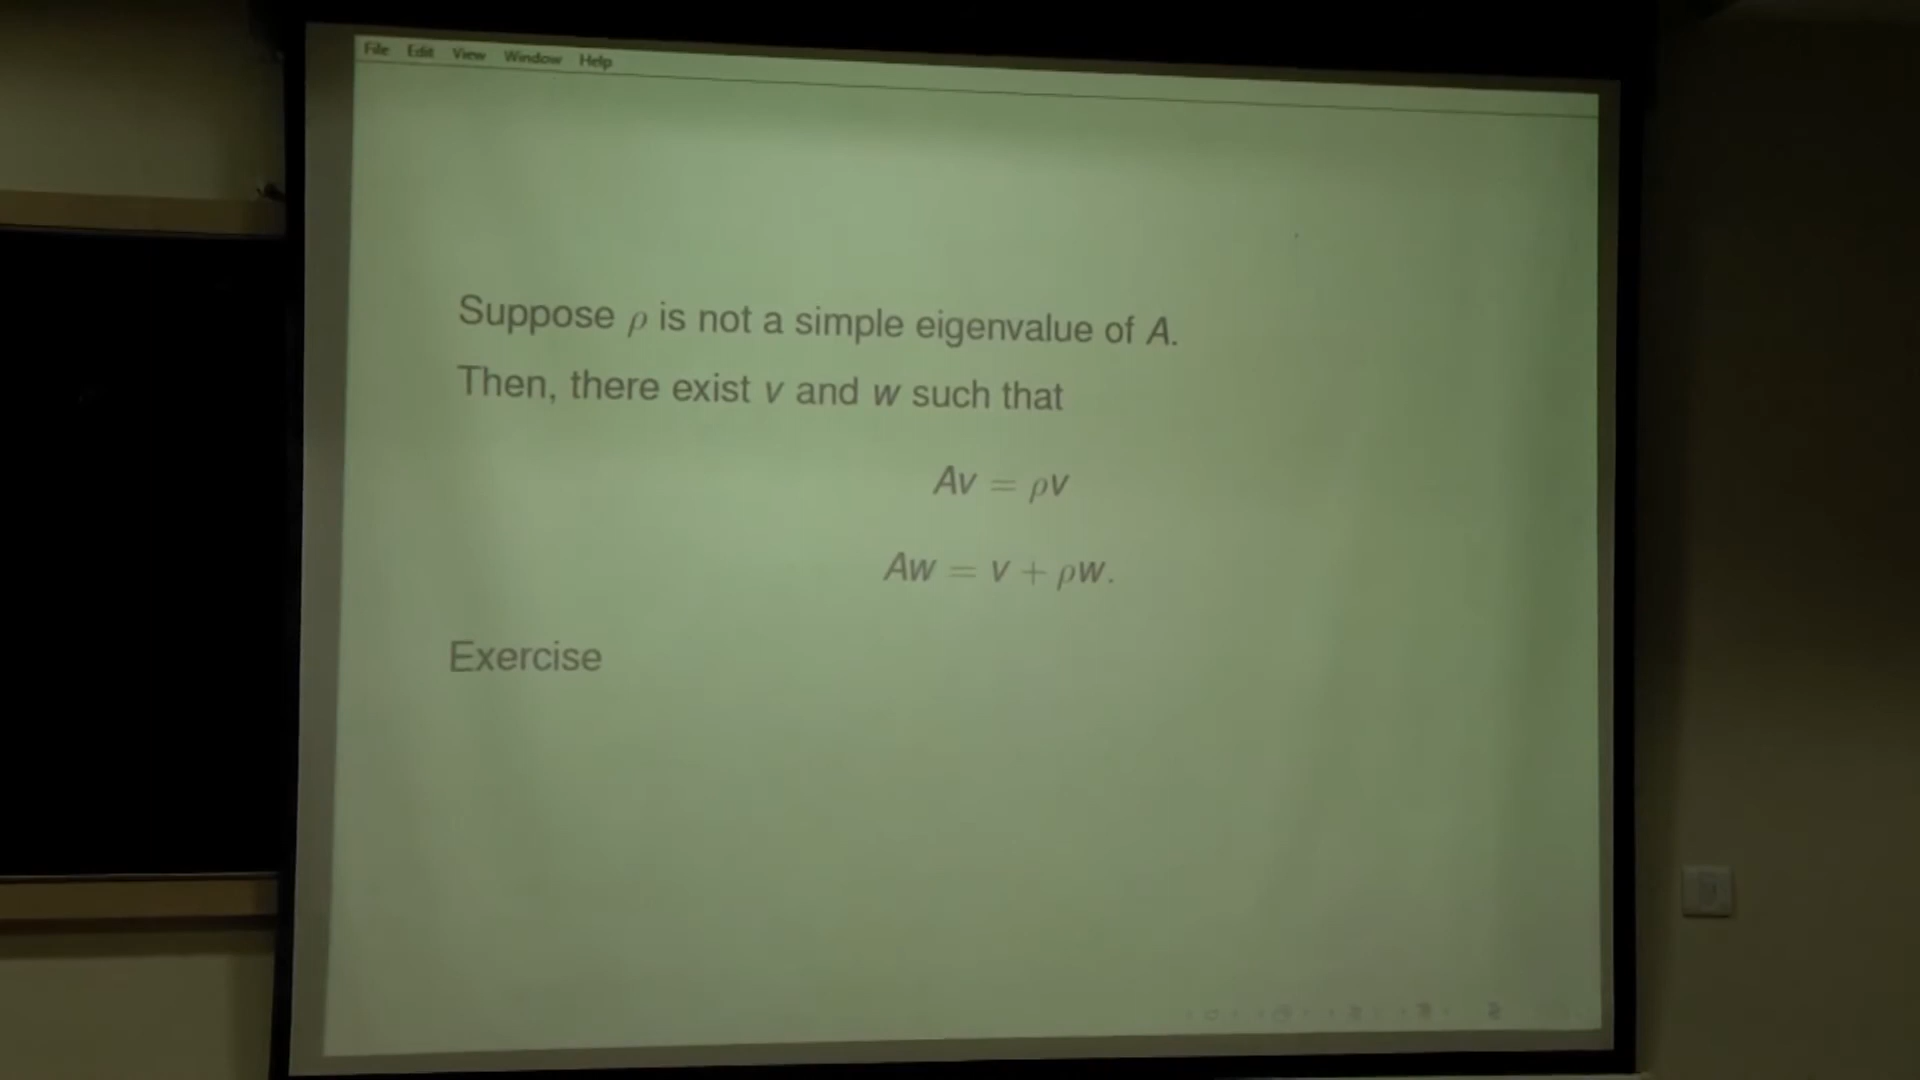 File Edit View Window Help
Suppose ρ is not a simple eigenvalue of A.
Then, there exist v and w such that
Av = ρv
Aw = v + ρw.
Exercise